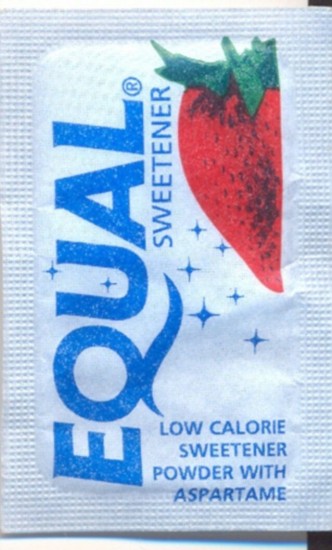 EQUAL®
SWEETENER
LOW CALORIE
SWEETENER
POWDER WITH
ASPARTAME